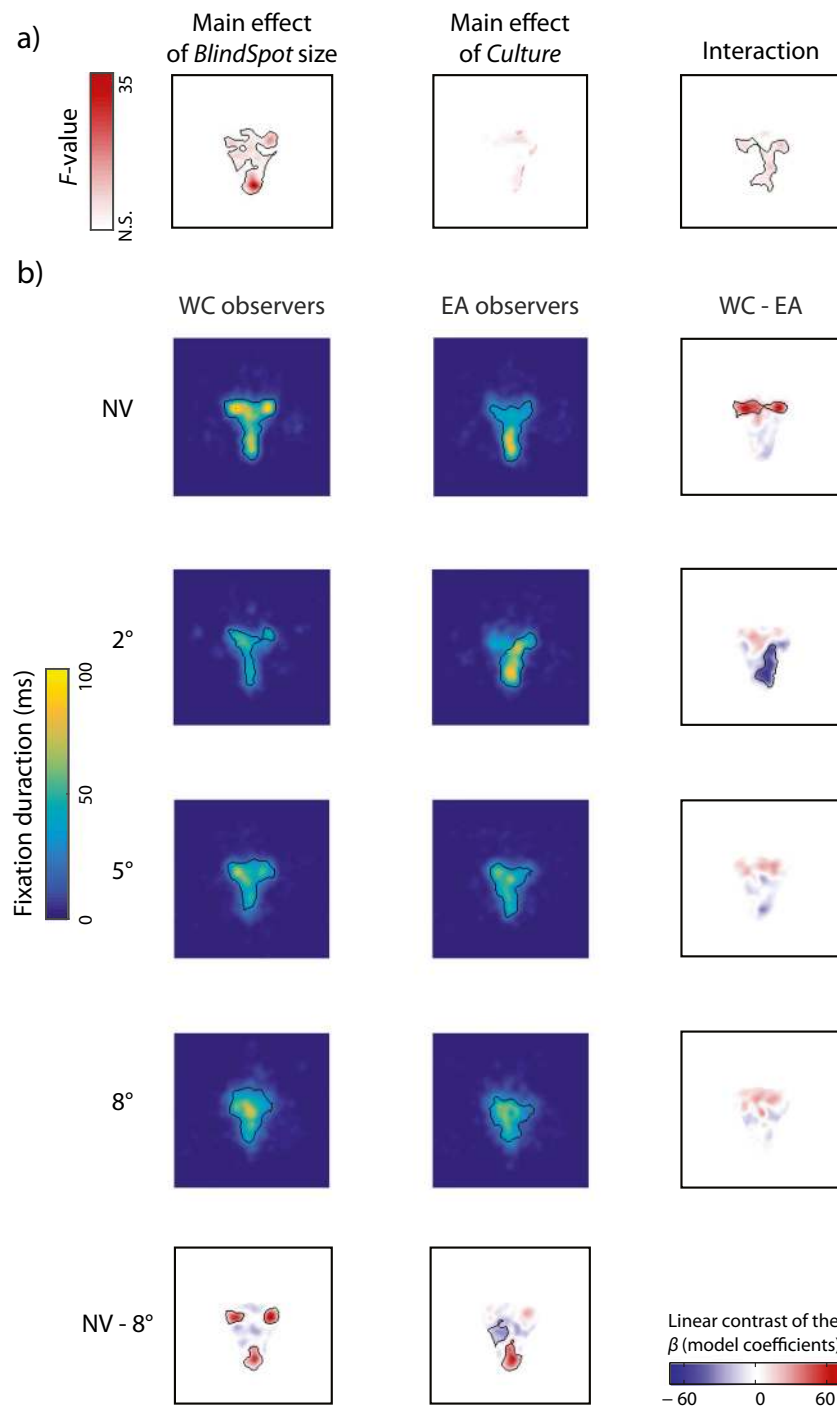 a)
Main effect
of BlindSpot size
Main effect
of Culture
Interaction
F-value
35
N.S.
b)
WC observers
EA observers
WC - EA
NV
2°
5°
8°
NV - 8°
Fixation duraction (ms)
100
50
0
Linear contrast of the
β (model coefficients)
− 60
0
60